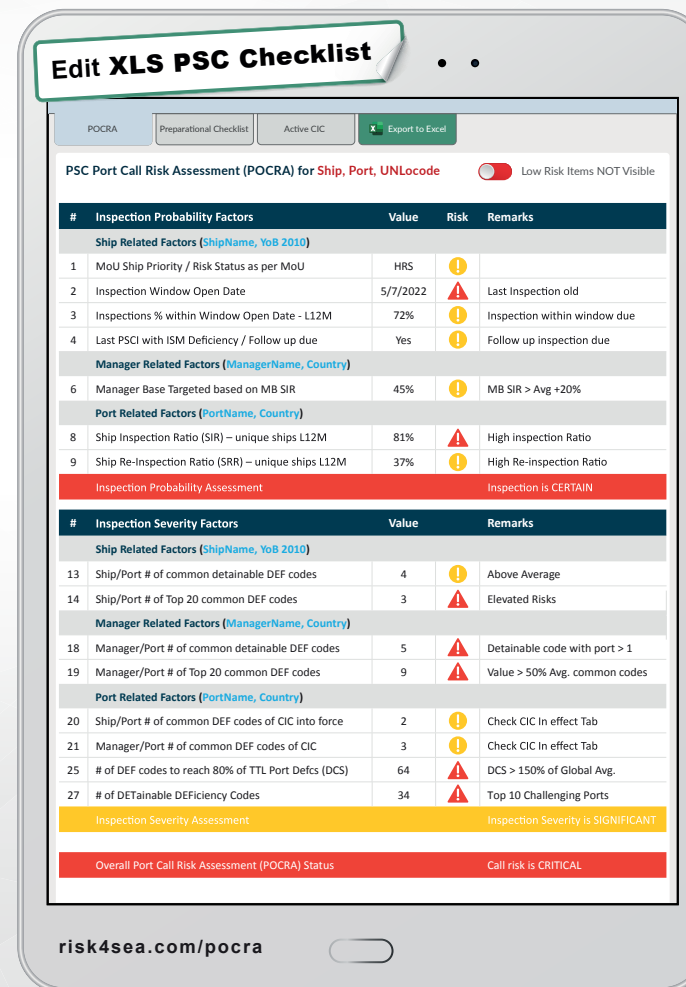 Edit XLS PSC Checklist
POCRA Preparational Checklist Active CIC Export to Excel
PSC Port Call Risk Assessment (POCRA) for Ship, Port, UNLocode Low Risk Items NOT Visible
# Inspection Probability Factors Value Risk Remarks
Ship Related Factors (ShipName, YoB 2010)
1 MoU Ship Priority / Risk Status as per MoU HRS
2 Inspection Window Open Date 5/7/2022 Last Inspection old
3 Inspections % within Window Open Date - L12M 72% Inspection within window due
4 Last PSCI with ISM Deficiency / Follow up due Yes Follow up inspection due
Manager Related Factors (ManagerName, Country)
6 Manager Base Targeted based on MB SIR 45% MB SIR > Avg +20%
Port Related Factors (PortName, Country)
8 Ship Inspection Ratio (SIR) – unique ships L12M 81% High inspection Ratio
9 Ship Re-Inspection Ratio (SRR) – unique ships L12M 37% High Re-inspection Ratio
Inspection Probability Assessment Inspection is CERTAIN
# Inspection Severity Factors Value Remarks
Ship Related Factors (ShipName, YoB 2010)
13 Ship/Port # of common detainable DEF codes 4 Above Average
14 Ship/Port # of Top 20 common DEF codes 3 Elevated Risks
Manager Related Factors (ManagerName, Country)
18 Manager/Port # of common detainable DEF codes 5 Detainable code with port > 1
19 Manager/Port # of Top 20 common DEF codes 9 Value > 50% Avg. common codes
Port Related Factors (PortName, Country)
20 Ship/Port # of common DEF codes of CIC into force 2 Check CIC In effect Tab
21 Manager/Port # of common DEF codes of CIC 3 Check CIC In effect Tab
25 # of DEF codes to reach 80% of TTL Port Defcs (DCS) 64 DCS > 150% of Global Avg.
27 # of DETainable DEFiciency Codes 34 Top 10 Challenging Ports
Inspection Severity Assessment Inspection Severity is SIGNIFICANT
Overall Port Call Risk Assessment (POCRA) Status Call risk is CRITICAL
risk4sea.com/pocra